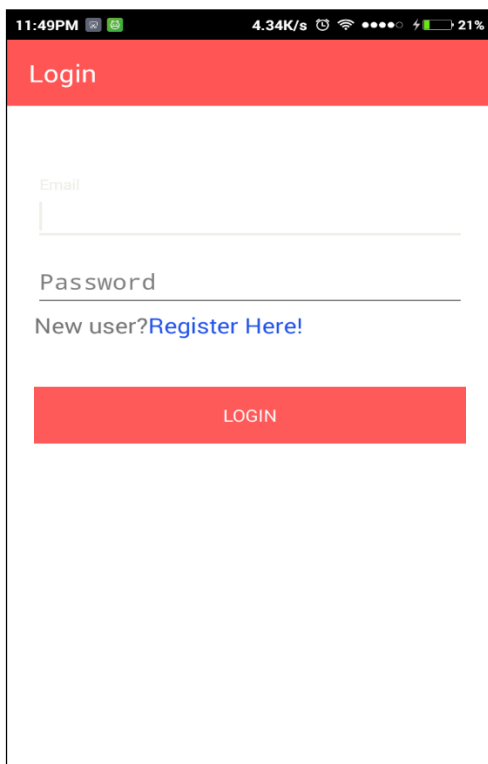 11:49PM 4.34K/s 21%
Login
Email
Password
New user?Register Here!
LOGIN